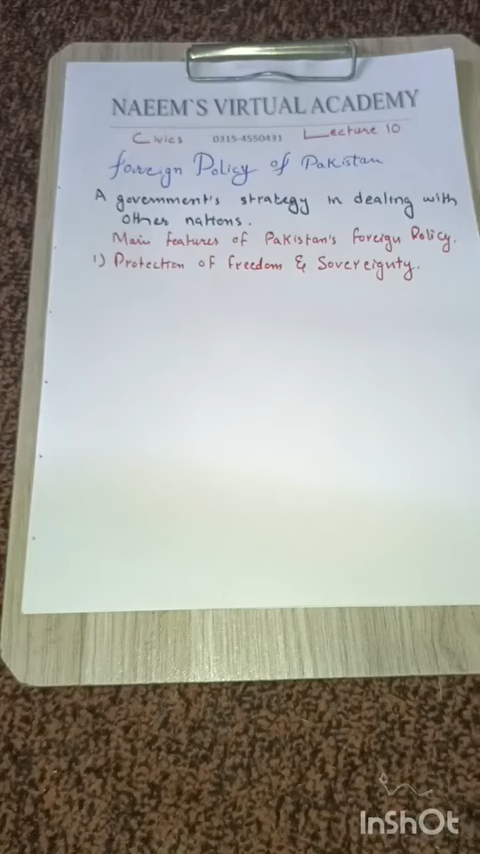 NAEEM`S VIRTUAL ACADEMY
Civics 0315-4550431 Lecture 10
Foreign Policy of Pakistan
A government's strategy in dealing with
other nations.
Main features of Pakistan's foreign Policy.
1) Protection of freedom & Sovereignty.
InShOt